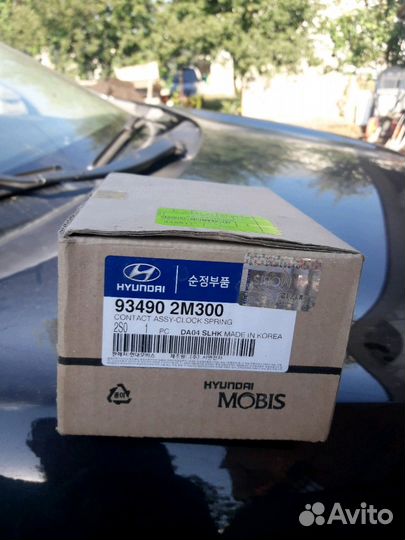 HYUNDAI
순정부품
93490 2M300
CONTACT ASSY-CLOCK SPRING
2S0 1 PC DA04 SLHK MADE IN KOREA
HYUNDAI
MOBIS
Avito